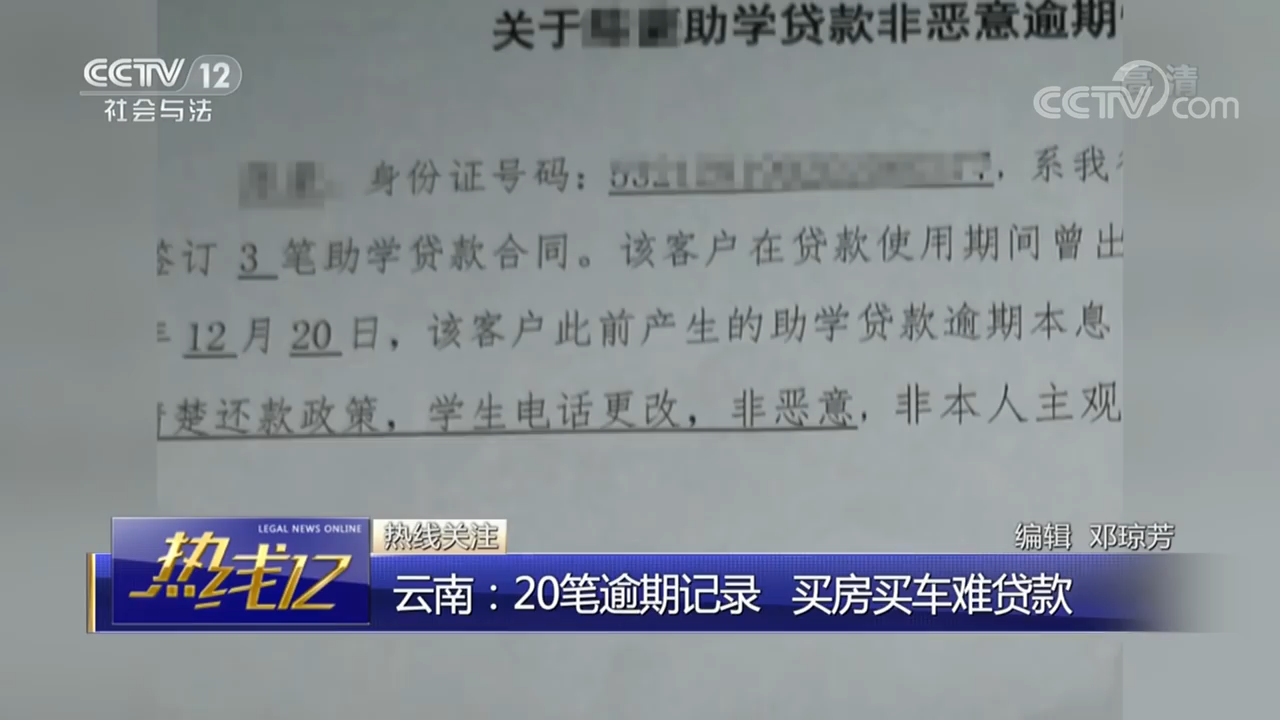 关于助学贷款非恶意逾期
CCTV 12
社会与法
高清
CCTV.com
身份证号码：，系我
签订 3 笔助学贷款合同。该客户在贷款使用期间曾出
12月20日，该客户此前产生的助学贷款逾期本息
楚还款政策，学生电话更改，非恶意，非本人主观
LEGAL NEWS ONLINE
热线12
热线关注
编辑 邓琼芳
云南：20笔逾期记录 买房买车难贷款